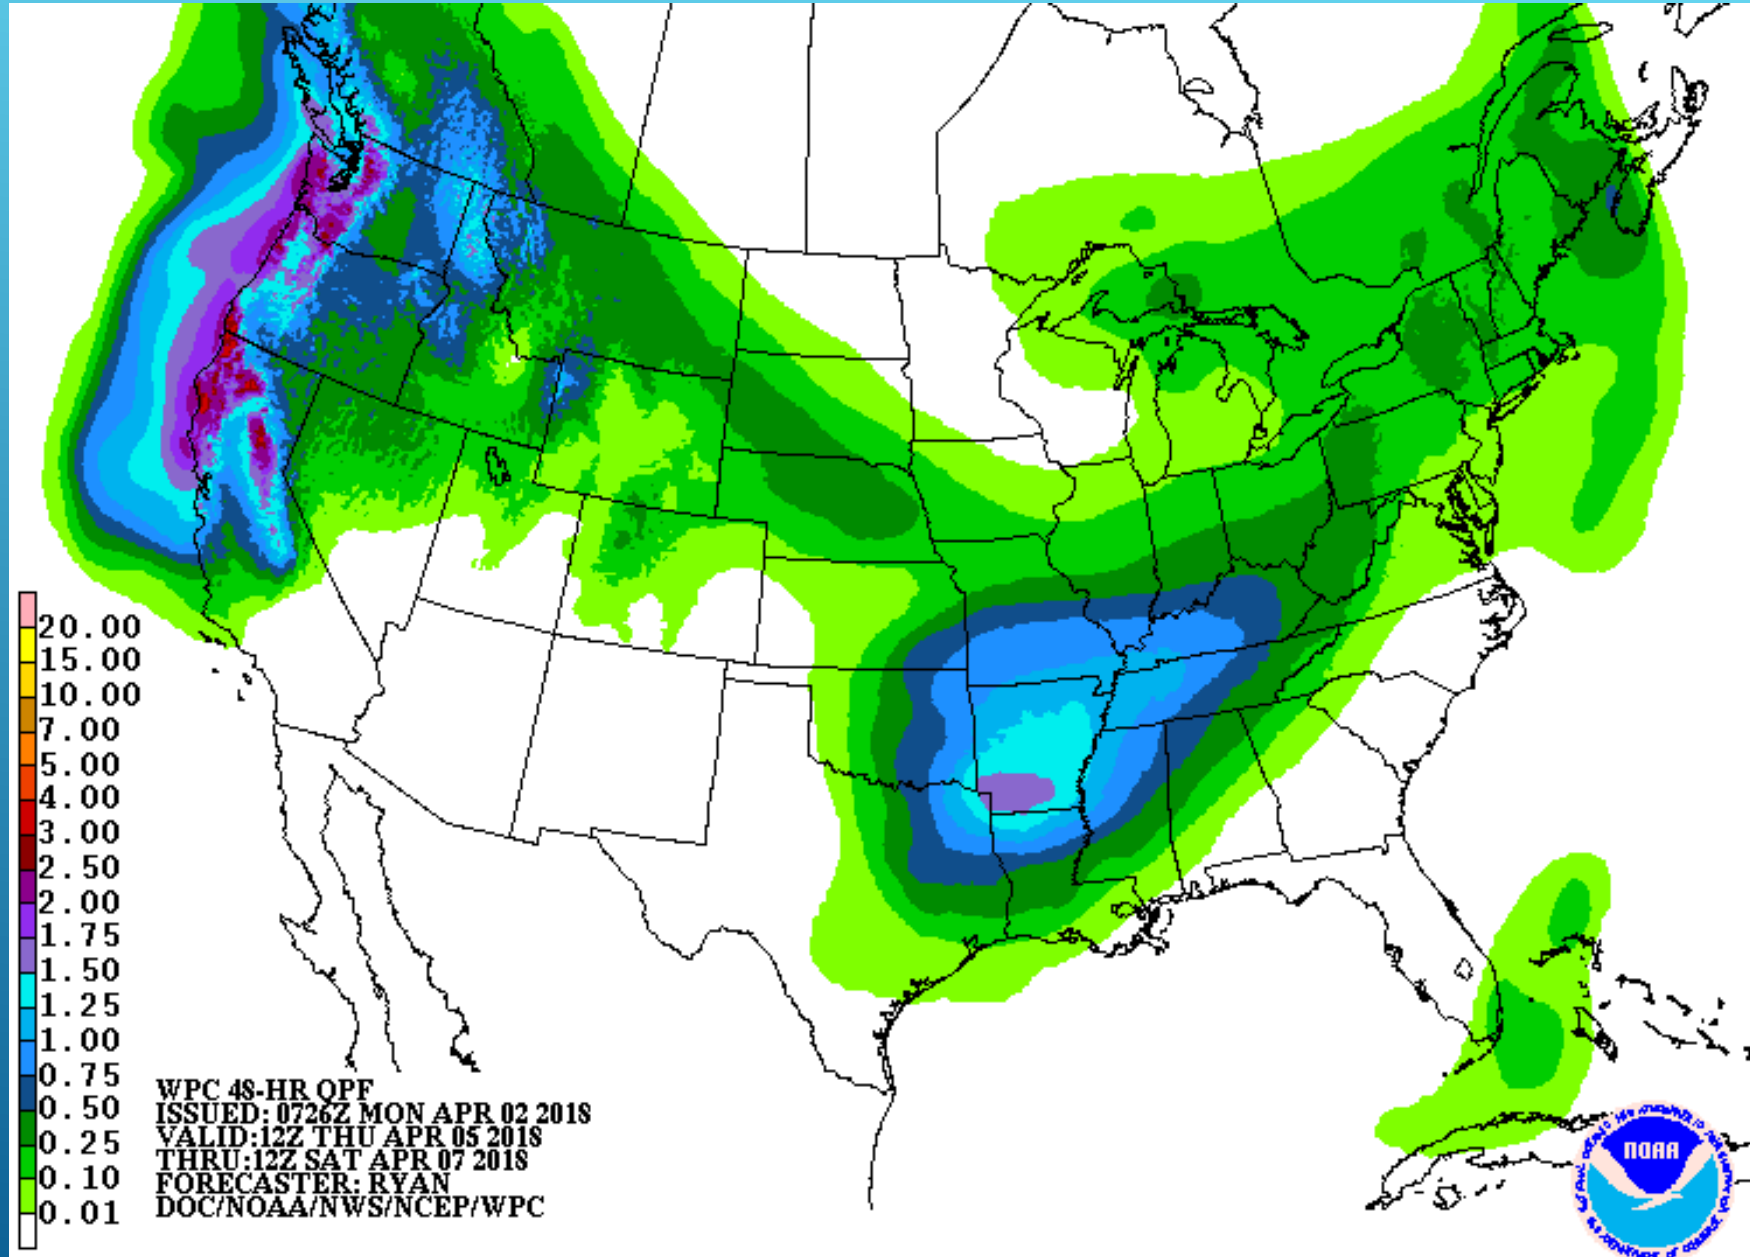 20.00
15.00
10.00
7.00
5.00
4.00
3.00
2.50
2.00
1.75
1.50
1.25
1.00
0.75
0.50
0.25
0.10
0.01
WPC 48-HR QPF
ISSUED: 0726Z MON APR 02 2018
VALID:12Z THU APR 05 2018
THRU:12Z SAT APR 07 2018
FORECASTER: RYAN
DOC/NOAA/NWS/NCEP/WPC
NOAA